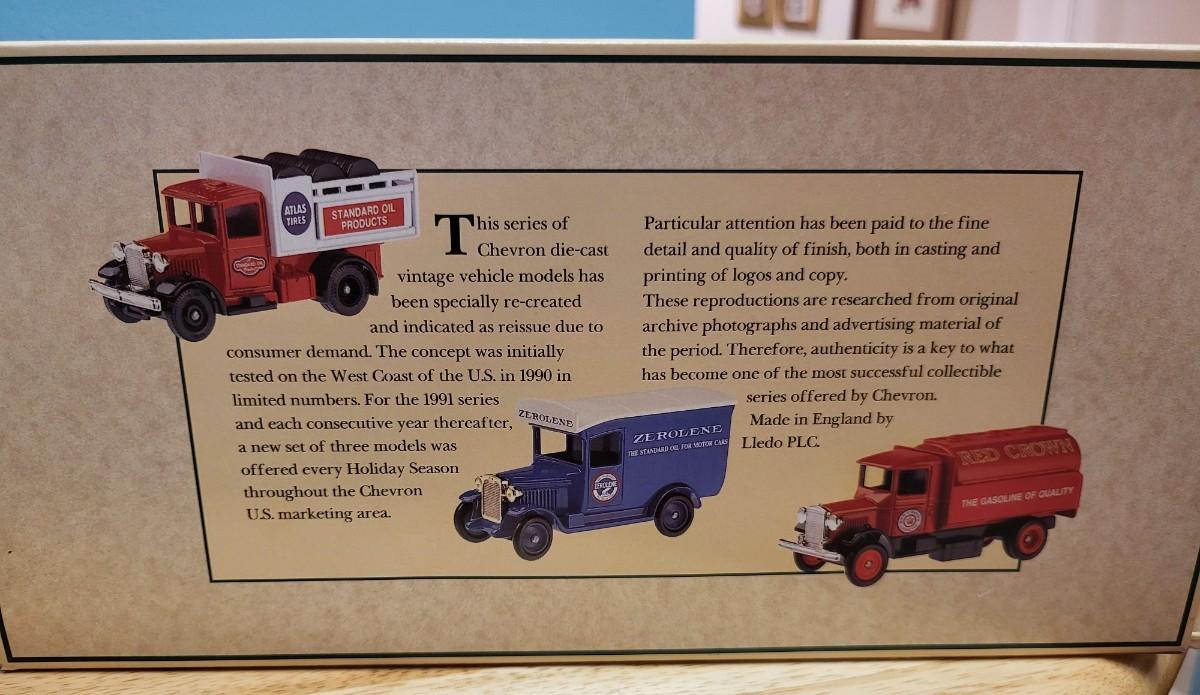 This series of
Chevron die-cast
vintage vehicle models has
been specially re-created
and indicated as reissue due to
consumer demand. The concept was initially
tested on the West Coast of the U.S. in 1990 in
limited numbers. For the 1991 series
and each consecutive year thereafter,
a new set of three models was
offered every Holiday Season
throughout the Chevron
U.S. marketing area.
Particular attention has been paid to the fine
detail and quality of finish, both in casting and
printing of logos and copy.
These reproductions are researched from original
archive photographs and advertising material of
the period. Therefore, authenticity is a key to what
has become one of the most successful collectible
series offered by Chevron.
Made in England by
Lledo PLC.
ATLAS
TIRES
STANDARD OIL
PRODUCTS
STANDARD OIL
ZEROLENE
ZEROLENE
THE STANDARD OIL FOR MOTOR CARS
ZEROLENE
RED CROWN
THE GASOLINE OF QUALITY